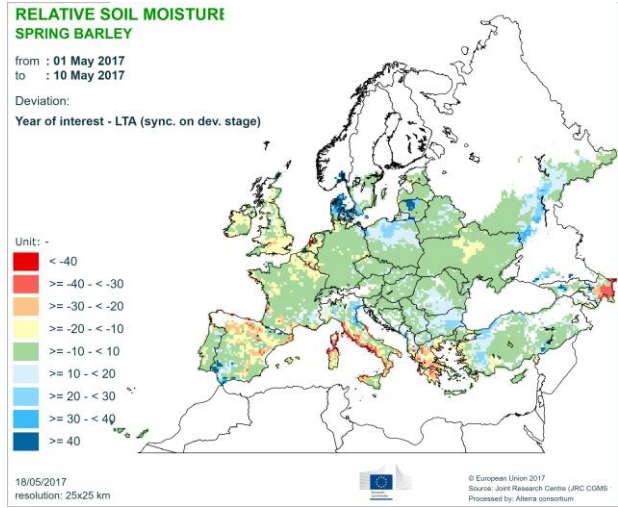 RELATIVE SOIL MOISTURE
SPRING BARLEY
from : 01 May 2017
to : 10 May 2017
Deviation:
Year of interest - LTA (sync. on dev. stage)
Unit: -
< -40
>= -40 - < -30
>= -30 - < -20
>= -20 - < -10
>= -10 - < 10
>= 10 - < 20
>= 20 - < 30
>= 30 - < 40
>= 40
18/05/2017
resolution: 25x25 km
European
Commission
© European Union 2017
Source: Joint Research Centre (JRC CGMS
Processed by: Alterra consortium